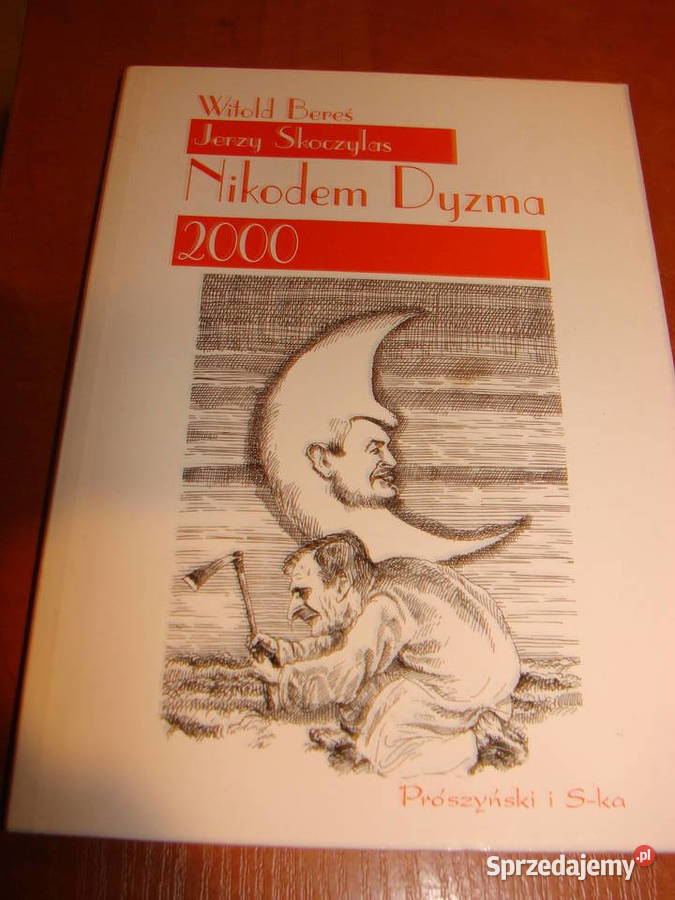 Witold Bereś
Jerzy Skoczylas
Nikodem Dyzma
2000
Prószyński i S-ka
Sprzedajemy.pl